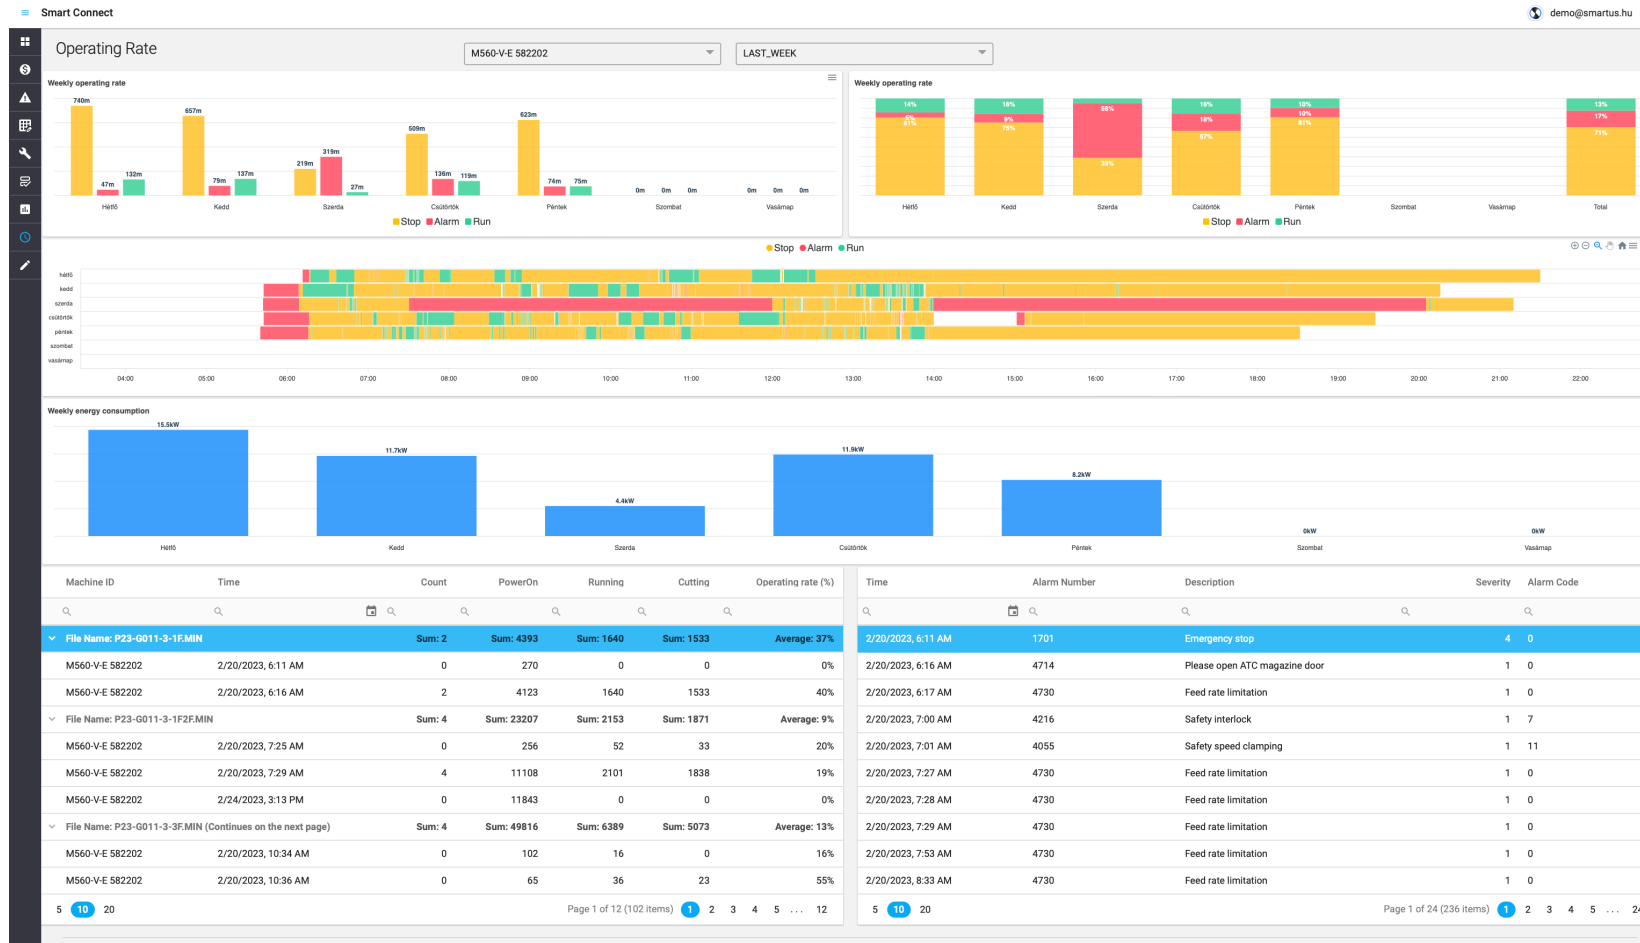 Smart Connect
demo@smartus.hu
Operating Rate
M560-V-E 582202
LAST_WEEK
Weekly operating rate
740m 47m 132m
657m 79m 137m
219m 319m 27m
509m 136m 119m
623m 74m 75m
0m 0m 0m
0m 0m 0m
Hétfő Kedd Szerda Csütörtök Péntek Szombat Vasárnap
Stop Alarm Run
Weekly operating rate
14% 16% 58% 16% 10% 13%
9% 18% 10% 17%
75% 39% 67% 81% 71%
Hétfő Kedd Szerda Csütörtök Péntek Szombat Vasárnap Total
Stop Alarm Run
Stop Alarm Run
hétfő
kedd
szerda
csütörtök
péntek
szombat
vasárnap
04:00 05:00 06:00 07:00 08:00 09:00 10:00 11:00 12:00 13:00 14:00 15:00 16:00 17:00 18:00 19:00 20:00 21:00 22:00
Weekly energy consumption
15.5kW 11.7kW 4.4kW 11.9kW 8.2kW 0kW 0kW
Hétfő Kedd Szerda Csütörtök Péntek Szombat Vasárnap
Machine ID Time Count PowerOn Running Cutting Operating rate (%)
File Name: P23-G011-3-1F.MIN Sum: 2 Sum: 4393 Sum: 1640 Sum: 1533 Average: 37%
M560-V-E 582202 2/20/2023, 6:11 AM 0 270 0 0 0%
M560-V-E 582202 2/20/2023, 6:16 AM 2 4123 1640 1533 40%
File Name: P23-G011-3-1F2F.MIN Sum: 4 Sum: 23207 Sum: 2153 Sum: 1871 Average: 9%
M560-V-E 582202 2/20/2023, 7:25 AM 0 256 52 33 20%
M560-V-E 582202 2/20/2023, 7:29 AM 4 11108 2101 1838 19%
M560-V-E 582202 2/24/2023, 3:13 PM 0 11843 0 0 0%
File Name: P23-G011-3-3F.MIN (Continues on the next page) Sum: 4 Sum: 49816 Sum: 6389 Sum: 5073 Average: 13%
M560-V-E 582202 2/20/2023, 10:34 AM 0 102 16 0 16%
M560-V-E 582202 2/20/2023, 10:36 AM 0 65 36 23 55%
5 10 20 Page 1 of 12 (102 items) 1 2 3 4 5 ... 12
Time Alarm Number Description Severity Alarm Code
2/20/2023, 6:11 AM 1701 Emergency stop 4 0
2/20/2023, 6:16 AM 4714 Please open ATC magazine door 1 0
2/20/2023, 6:17 AM 4730 Feed rate limitation 1 0
2/20/2023, 7:00 AM 4216 Safety interlock 1 7
2/20/2023, 7:01 AM 4055 Safety speed clamping 1 11
2/20/2023, 7:27 AM 4730 Feed rate limitation 1 0
2/20/2023, 7:28 AM 4730 Feed rate limitation 1 0
2/20/2023, 7:29 AM 4730 Feed rate limitation 1 0
2/20/2023, 7:53 AM 4730 Feed rate limitation 1 0
2/20/2023, 8:33 AM 4730 Feed rate limitation 1 0
5 10 20 Page 1 of 24 (236 items) 1 2 3 4 5 ... 24